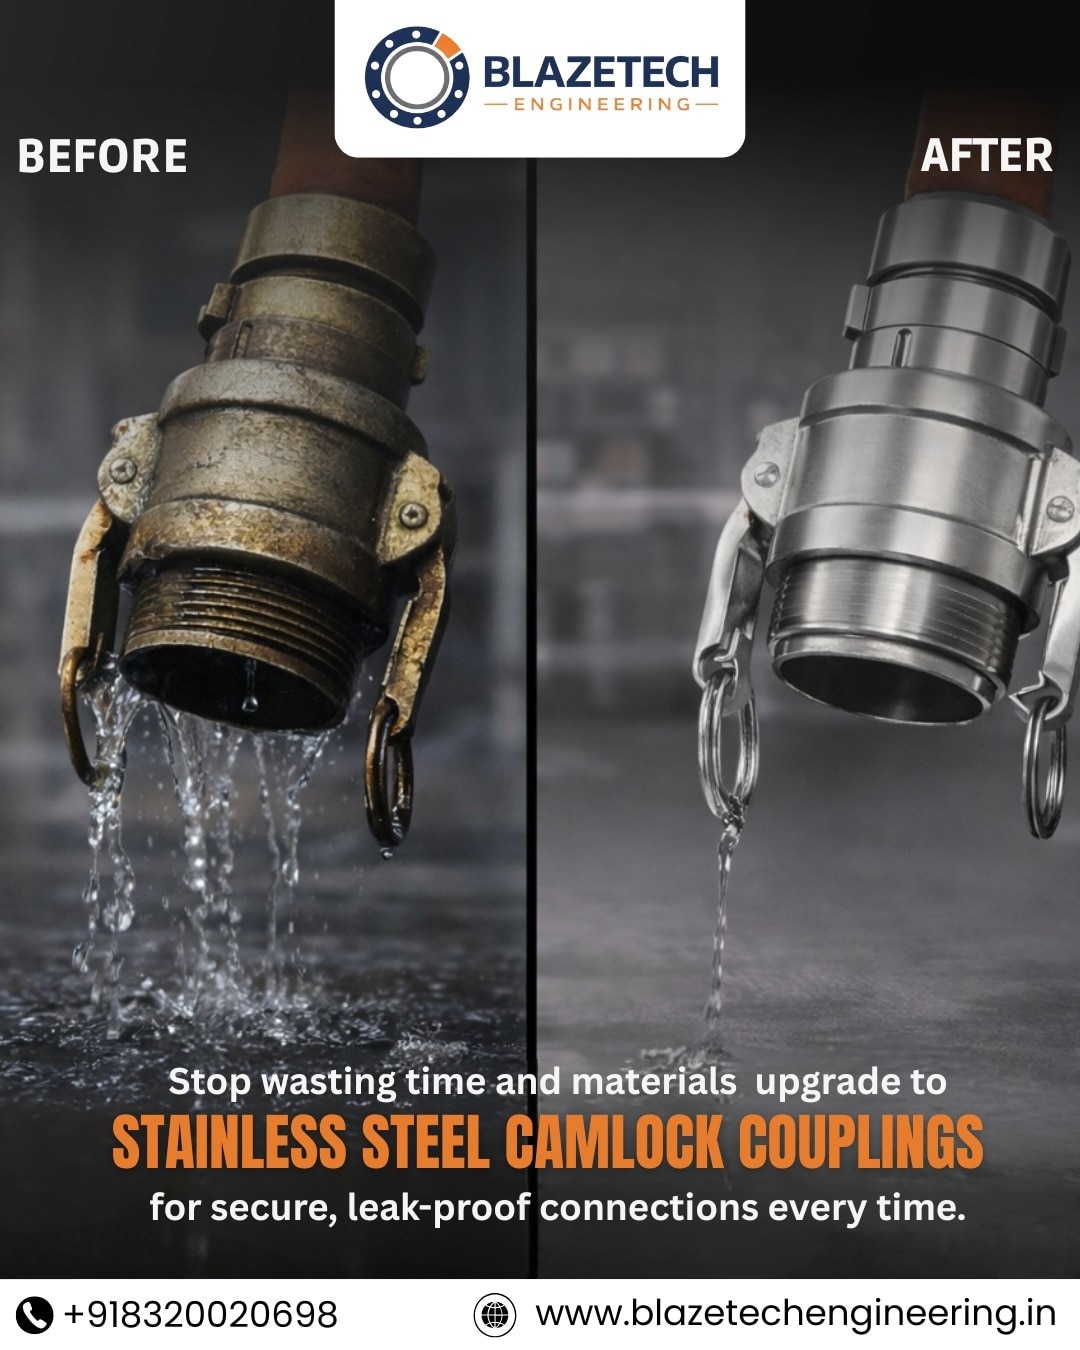 BLAZETECH
ENGINEERING
BEFORE
AFTER
Stop wasting time and materials upgrade to
STAINLESS STEEL CAMLOCK COUPLINGS
for secure, leak-proof connections every time.
+918320020698
www.blazetechengineering.in